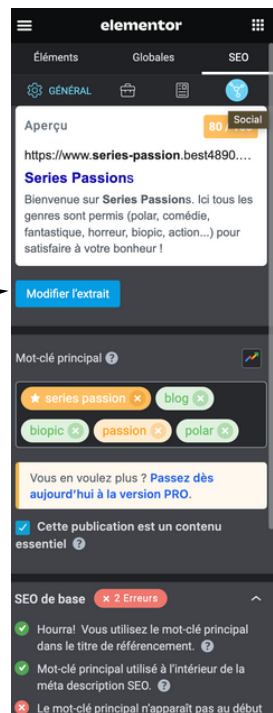 elementor
Éléments Globales SEO
GÉNÉRAL
Aperçu 80 /
Social
https://www.series-passion.best4890....
Series Passions
Bienvenue sur Series Passions. Ici tous les
genres sont permis (polar, comédie,
fantastique, horreur, biopic, action...) pour
satisfaire à votre bonheur !
Modifier l'extrait
Mot-clé principal ?
series passion × blog ×
biopic × passion × polar ×
Vous en voulez plus ? Passez dès
aujourd'hui à la version PRO.
Cette publication est un contenu
essentiel ?
SEO de base × 2 Erreurs
Hourra! Vous utilisez le mot-clé principal
dans le titre de référencement. ?
Mot-clé principal utilisé à l'intérieur de la
méta description SEO. ?
Le mot-clé principal n'apparaît pas au début